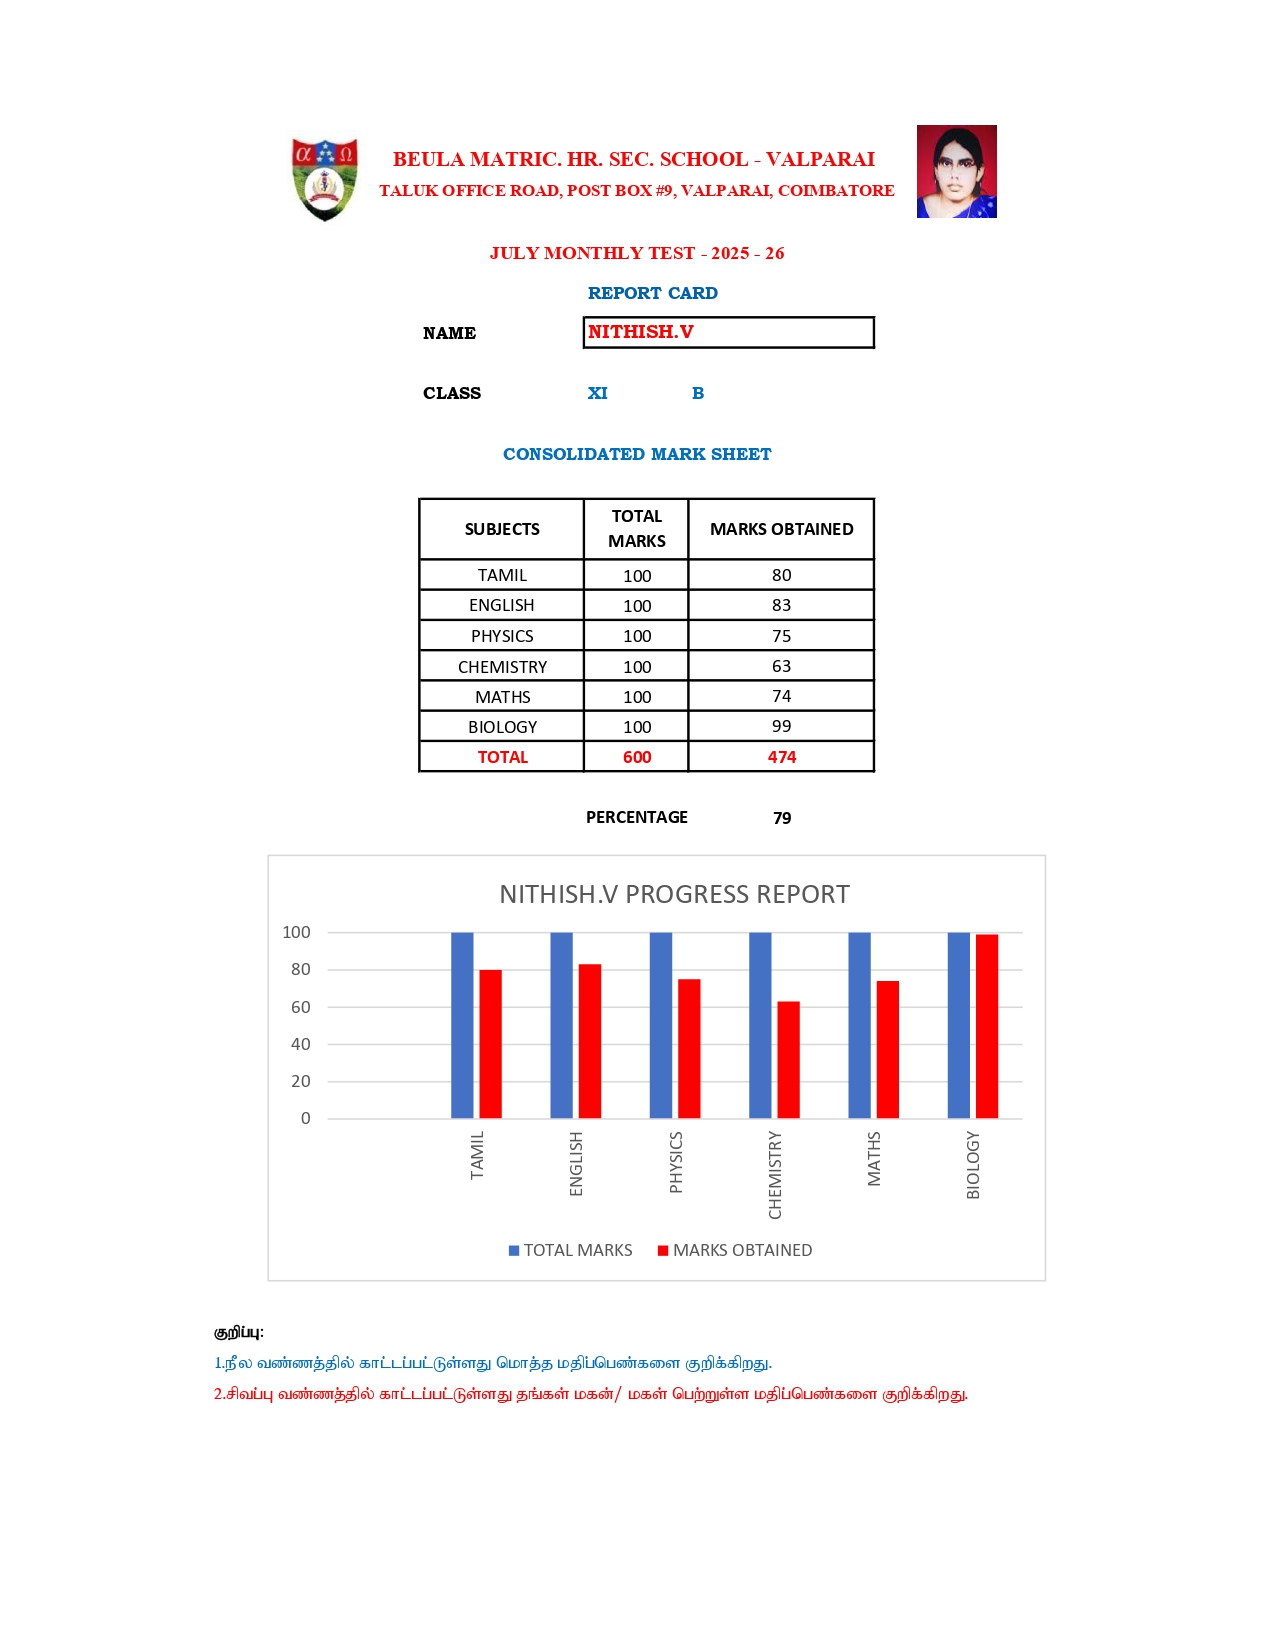 α Ω
BEULA MATRIC. HR. SEC. SCHOOL - VALPARAI
TALUK OFFICE ROAD, POST BOX #9, VALPARAI, COIMBATORE
JULY MONTHLY TEST - 2025 - 26
REPORT CARD
NAME NITHISH.V
CLASS XI B
CONSOLIDATED MARK SHEET
SUBJECTS TOTAL MARKS MARKS OBTAINED
TAMIL 100 80
ENGLISH 100 83
PHYSICS 100 75
CHEMISTRY 100 63
MATHS 100 74
BIOLOGY 100 99
TOTAL 600 474
PERCENTAGE 79
NITHISH.V PROGRESS REPORT
100
80
60
40
20
0
TAMIL ENGLISH PHYSICS CHEMISTRY MATHS BIOLOGY
TOTAL MARKS MARKS OBTAINED
குறிப்பு:
1.நீல வண்ணத்தில் காட்டப்பட்டுள்ளது மொத்த மதிப்பெண்களை குறிக்கிறது.
2.சிவப்பு வண்ணத்தில் காட்டப்பட்டுள்ளது தங்கள் மகன்/ மகள் பெற்றுள்ள மதிப்பெண்களை குறிக்கிறது.